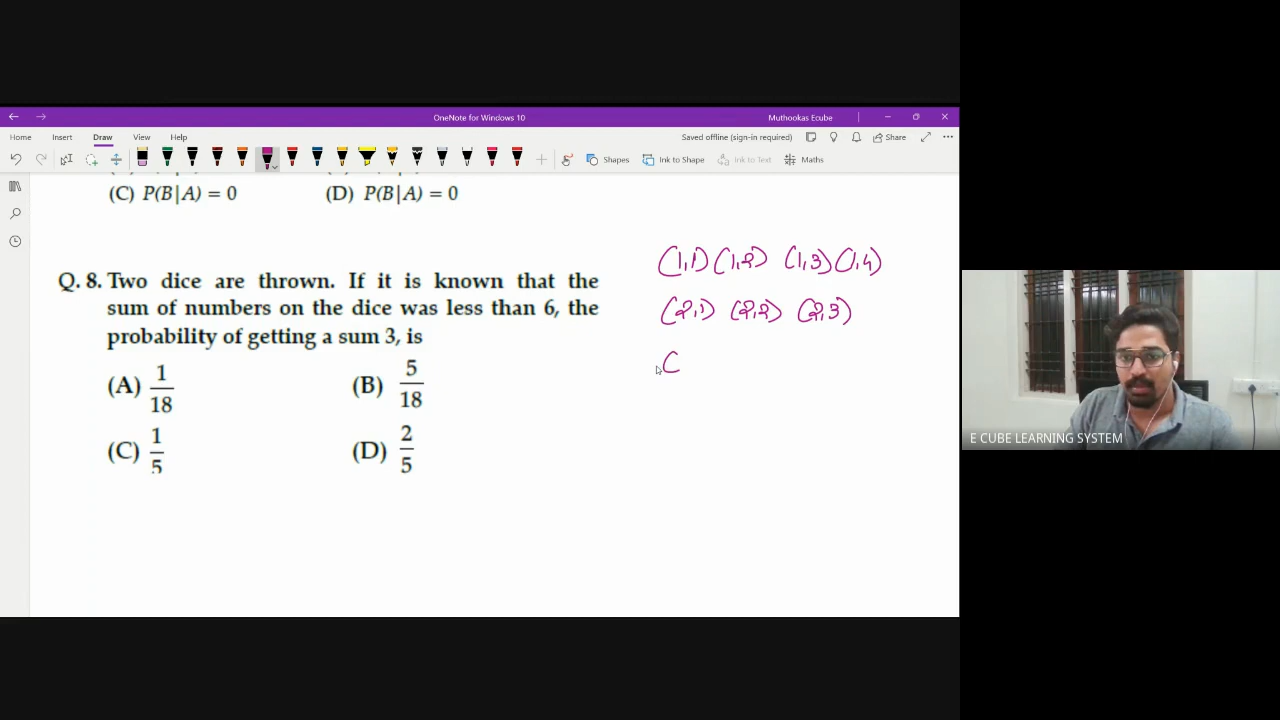 OneNote for Windows 10
Muthookas Ecube
Home Insert Draw View Help
Saved offline (sign-in required) Share
Shapes Ink to Shape Ink to Text Maths
(C) P(B|A) = 0 (D) P(B|A) = 0
Q. 8. Two dice are thrown. If it is known that the
sum of numbers on the dice was less than 6, the
probability of getting a sum 3, is
(A) 1/18 (B) 5/18
(C) 1/5 (D) 2/5
(1,1) (1,2) (1,3) (1,4)
(2,1) (2,2) (2,3)
(
E CUBE LEARNING SYSTEM